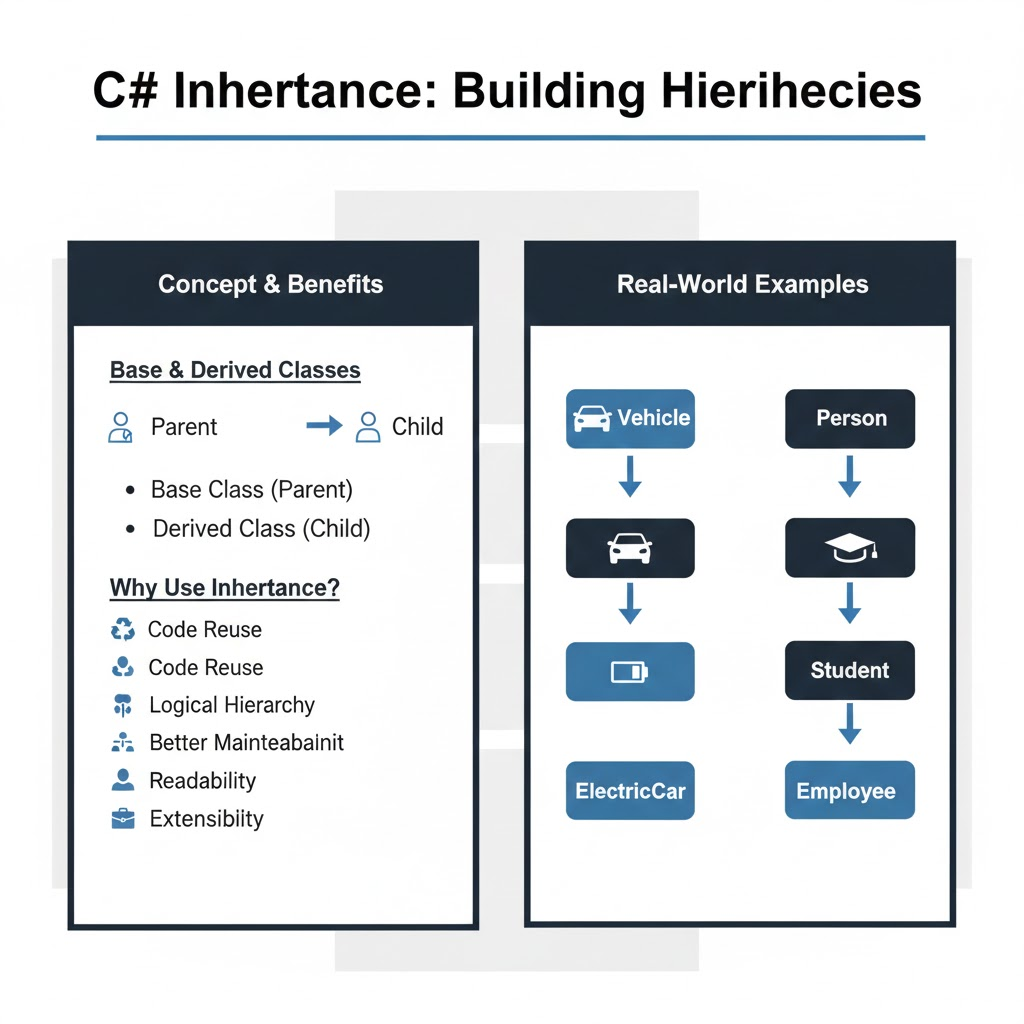 C# Inhertance: Building Hierihecies
Concept & Benefits
Base & Derived Classes
Parent
Child
• Base Class (Parent)
• Derived Class (Child)
Why Use Inhertance?
Code Reuse
Code Reuse
Logical Hierarchy
Better Mainteabainit
Readability
Extensibiity
Real-World Examples
Vehicle
Person
Student
ElectricCar
Employee